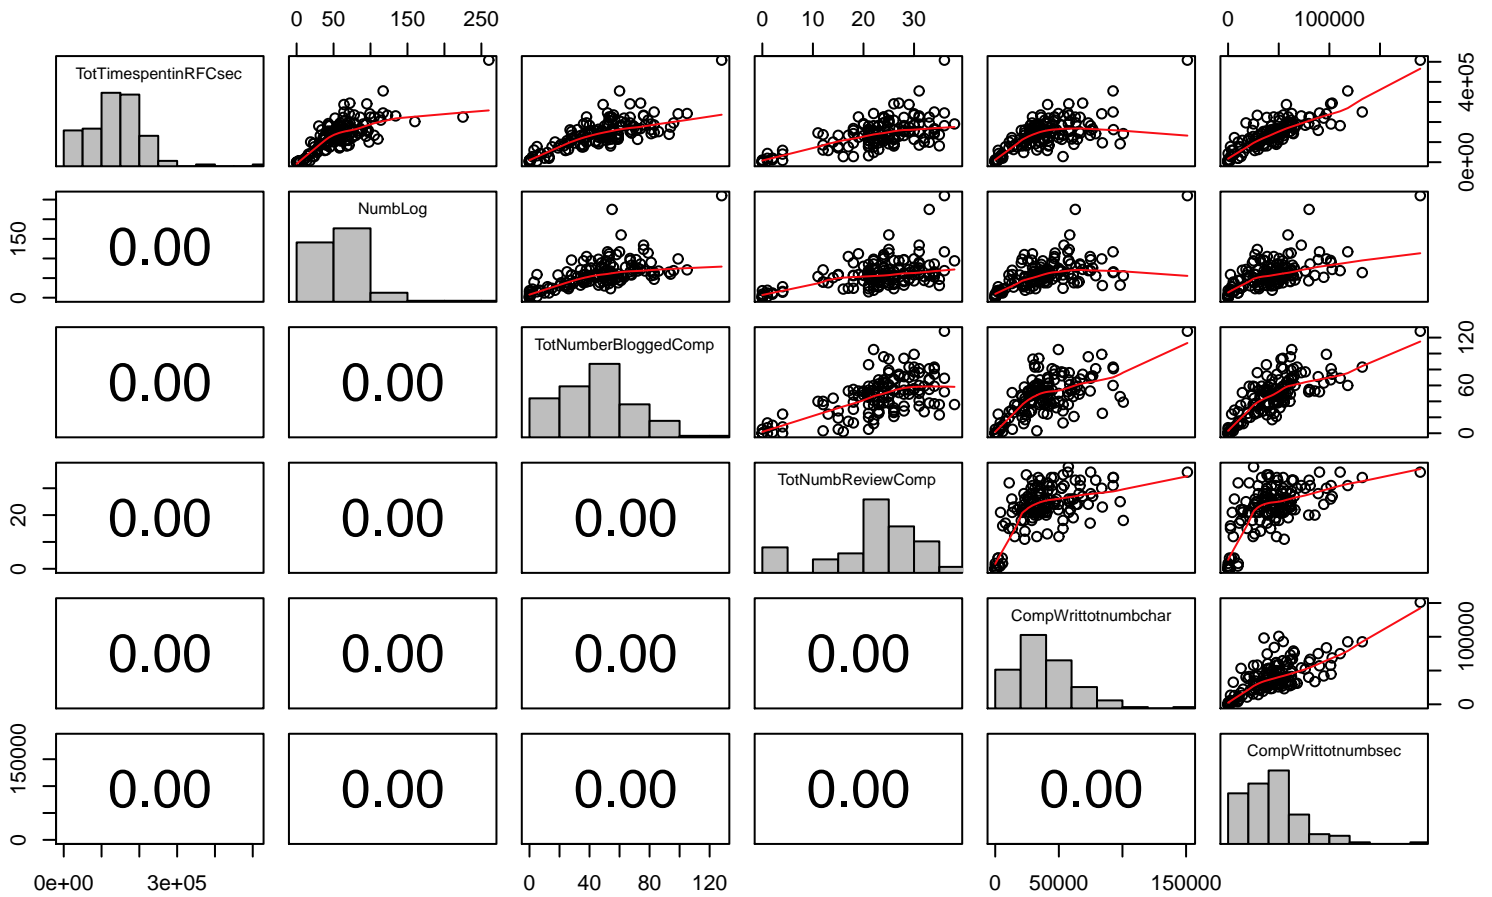 0 50 150 250 0 10 20 30 0 100000
TotTimespentinRFCsec
0e+00 4e+05
NumbLog
0.00
0 150
TotNumberBloggedComp
0.00 0.00
0 60 120
TotNumbReviewComp
0.00 0.00 0.00
0 20
CompWrittotnumbchar
0.00 0.00 0.00 0.00
0 100000
CompWrittotnumbsec
0.00 0.00 0.00 0.00 0.00
0 150000
0e+00 3e+05 0 40 80 120 0 50000 150000